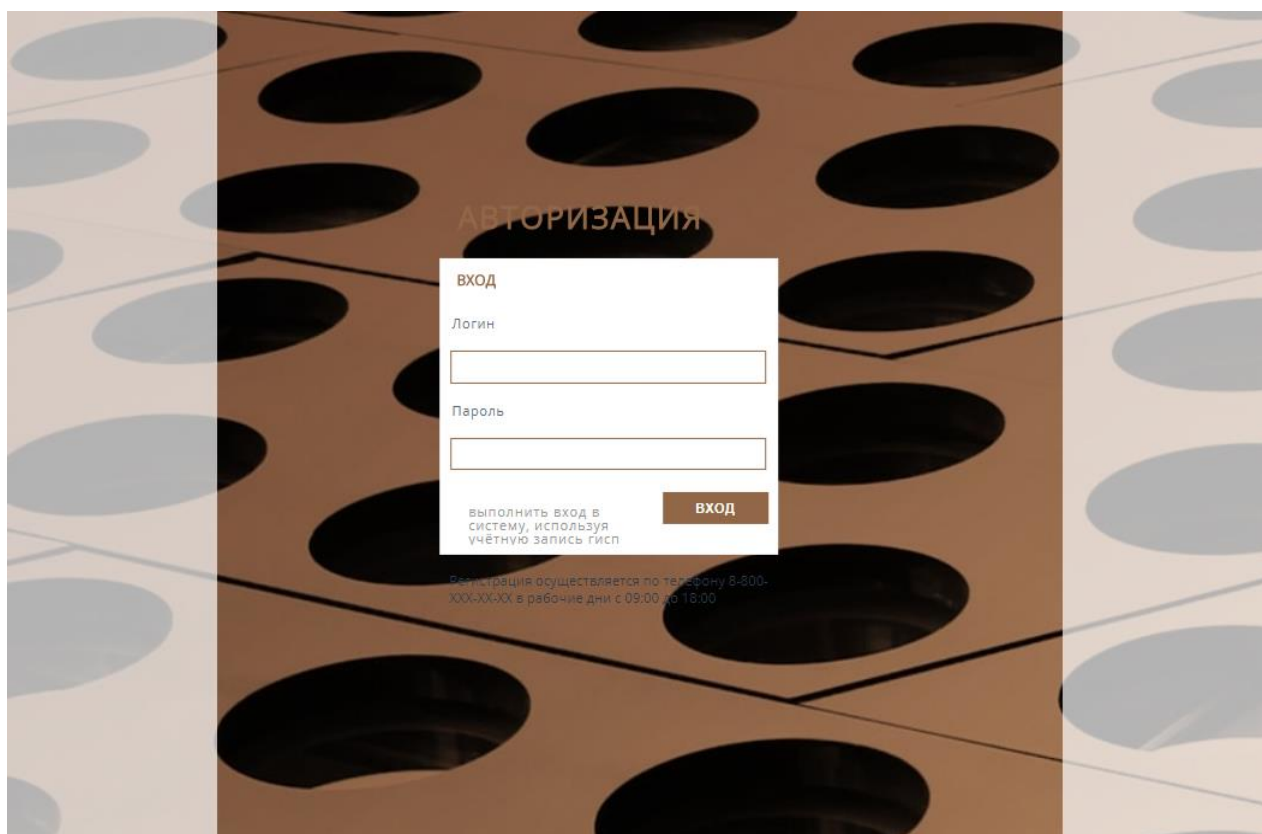 АВТОРИЗАЦИЯ
ВХОД
Логин
Пароль
выполнить вход в
систему, используя
учётную запись гисп
ВХОД
Регистрация осуществляется по телефону 8-800-
XXX-XX-XX в рабочие дни с 09:00 до 18:00